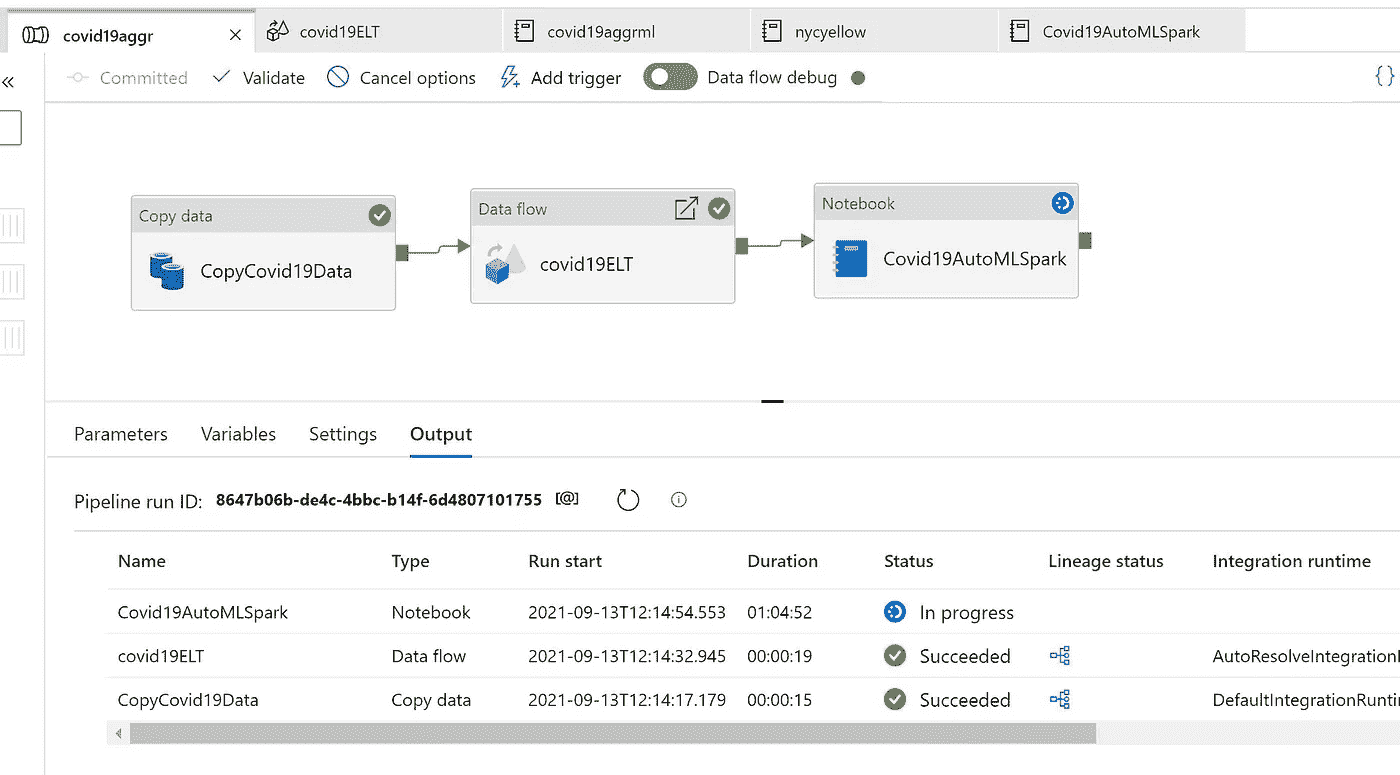 covid19aggr covid19ELT covid19aggrml nycyellow Covid19AutoMLSpark
Committed Validate Cancel options Add trigger Data flow debug {}
Copy data Data flow Notebook
CopyCovid19Data covid19ELT Covid19AutoMLSpark
Parameters Variables Settings Output
Pipeline run ID: 8647b06b-de4c-4bbc-b14f-6d4807101755 [@]
Name Type Run start Duration Status Lineage status Integration runtime
Covid19AutoMLSpark Notebook 2021-09-13T12:14:54.553 01:04:52 In progress
covid19ELT Data flow 2021-09-13T12:14:32.945 00:00:19 Succeeded AutoResolveIntegration
CopyCovid19Data Copy data 2021-09-13T12:14:17.179 00:00:15 Succeeded DefaultIntegrationRunti